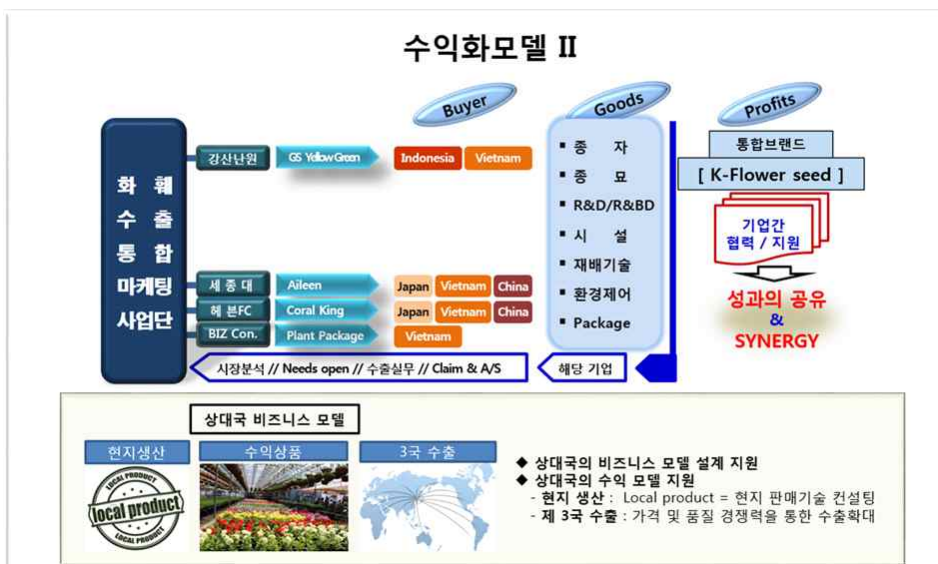 수익화모델 II
Buyer
Goods
Profits
화 훼
수 출
통 합
마케팅
사업단
강산난원 GS YellowGreen Indonesia Vietnam
세 종 대 Aileen Japan Vietnam China
헤 븐FC Coral King Japan Vietnam China
BIZ Con. Plant Package Vietnam
▪ 종 자
▪ 종 묘
▪ R&D/R&BD
▪ 시 설
▪ 재배기술
▪ 환경제어
▪ Package
통합브랜드
[ K-Flower seed ]
기업간
협력 / 지원
성과의 공유
&
SYNERGY
시장분석 // Needs open // 수출실무 // Claim & A/S
해당 기업
상대국 비즈니스 모델
현지생산
수익상품
3국 수출
LOCAL PRODUCT
local product
LOCAL PRODUCT
◆ 상대국의 비즈니스 모델 설계 지원
◆ 상대국의 수익 모델 지원
- 현지 생산 : Local product = 현지 판매기술 컨설팅
- 제 3국 수출 : 가격 및 품질 경쟁력을 통한 수출확대